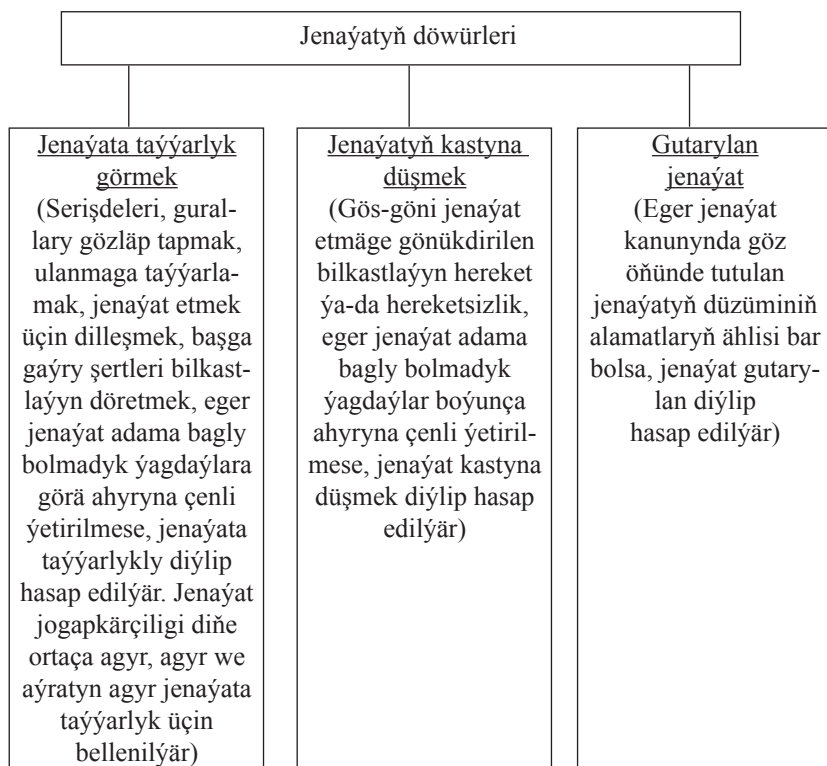 Jenaýatyň döwürleri
Jenaýata taýýarlyk
görmek
(Serişdeleri, gural-
lary gözläp tapmak,
ulanmaga taýýarla-
mak, jenaýat etmek
üçin dilleşmek, başga
gaýry şertleri bilkast-
laýyn döretmek, eger
jenaýat adama bagly
bolmadyk ýagdaýlara
görä ahyryna çenli
ýetirilmese, jenaýata
taýýarlykly diýlip
hasap edilýär. Jenaýat
jogapkärçiligi diňe
ortaça agyr, agyr we
aýratyn agyr jenaýata
taýýarlyk üçin
bellenilýär)
Jenaýatyň kastyna
düşmek
(Gös-göni jenaýat
etmäge gönükdirilen
bilkastlaýyn hereket
ýa-da hereketsizlik,
eger jenaýat adama
bagly bolmadyk
ýagdaýlar boýunça
ahyryna çenli ýetiril-
mese, jenaýat kastyna
düşmek diýlip hasap
edilýär)
Gutarylan
jenaýat
(Eger jenaýat
kanunynda göz
öňünde tutulan
jenaýatyň düzüminiň
alamatlaryň ählisi bar
bolsa, jenaýat gutary-
lan diýlip
hasap edilýär)